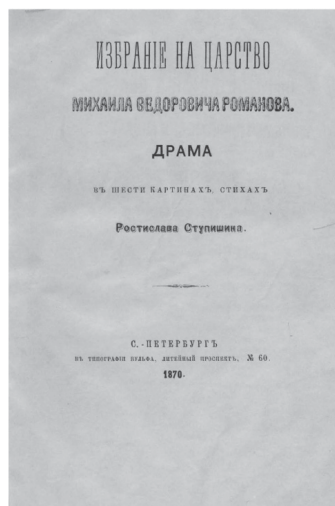 ИЗБРАНІЕ НА ЦАРСТВО
МИХАИЛА ѲЕДОРОВИЧА РОМАНОВА.
ДРАМА
ВЪ ШЕСТИ КАРТИНАХЪ, СТИХАХЪ
Ростислава Ступишина.
С.-ПЕТЕРБУРГЪ
ВЪ ТИПОГРАФІИ ВУЛЬФА, ЛИТЕЙНЫЙ ПРОСПЕКТЪ, № 60.
1870.